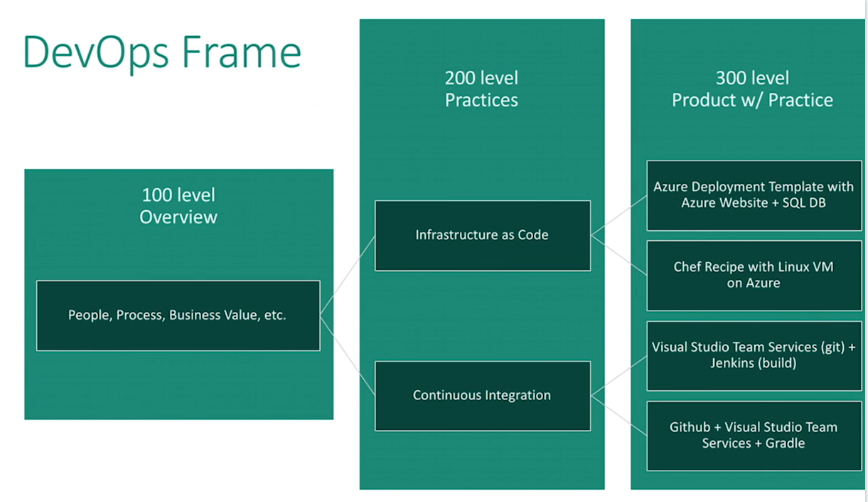 DevOps Frame
100 level
Overview
People, Process, Business Value, etc.
200 level
Practices
Infrastructure as Code
Continuous Integration
300 level
Product w/ Practice
Azure Deployment Template with
Azure Website + SQL DB
Chef Recipe with Linux VM
on Azure
Visual Studio Team Services (git) +
Jenkins (build)
Github + Visual Studio Team
Services + Gradle